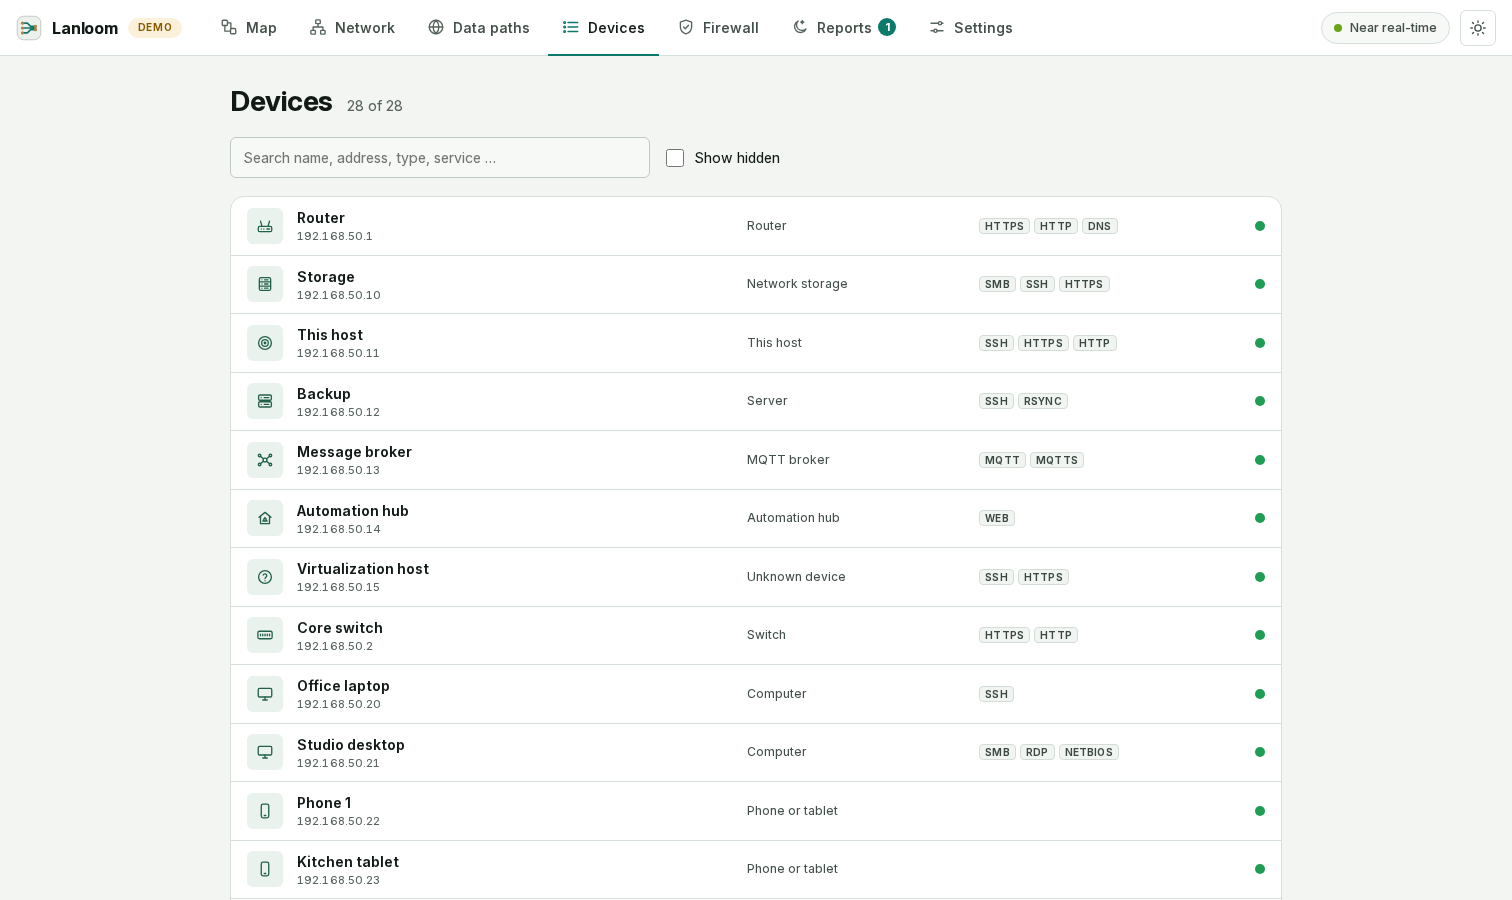 Lanloom DEMO Map Network Data paths Devices Firewall Reports 1 Settings Near real-time
Devices 28 of 28
Search name, address, type, service ... Show hidden
Router
192.168.50.1
Router
HTTPS HTTP DNS
Storage
192.168.50.10
Network storage
SMB SSH HTTPS
This host
192.168.50.11
This host
SSH HTTPS HTTP
Backup
192.168.50.12
Server
SSH RSYNC
Message broker
192.168.50.13
MQTT broker
MQTT MQTTS
Automation hub
192.168.50.14
Automation hub
WEB
Virtualization host
192.168.50.15
Unknown device
SSH HTTPS
Core switch
192.168.50.2
Switch
HTTPS HTTP
Office laptop
192.168.50.20
Computer
SSH
Studio desktop
192.168.50.21
Computer
SMB RDP NETBIOS
Phone 1
192.168.50.22
Phone or tablet
Kitchen tablet
192.168.50.23
Phone or tablet